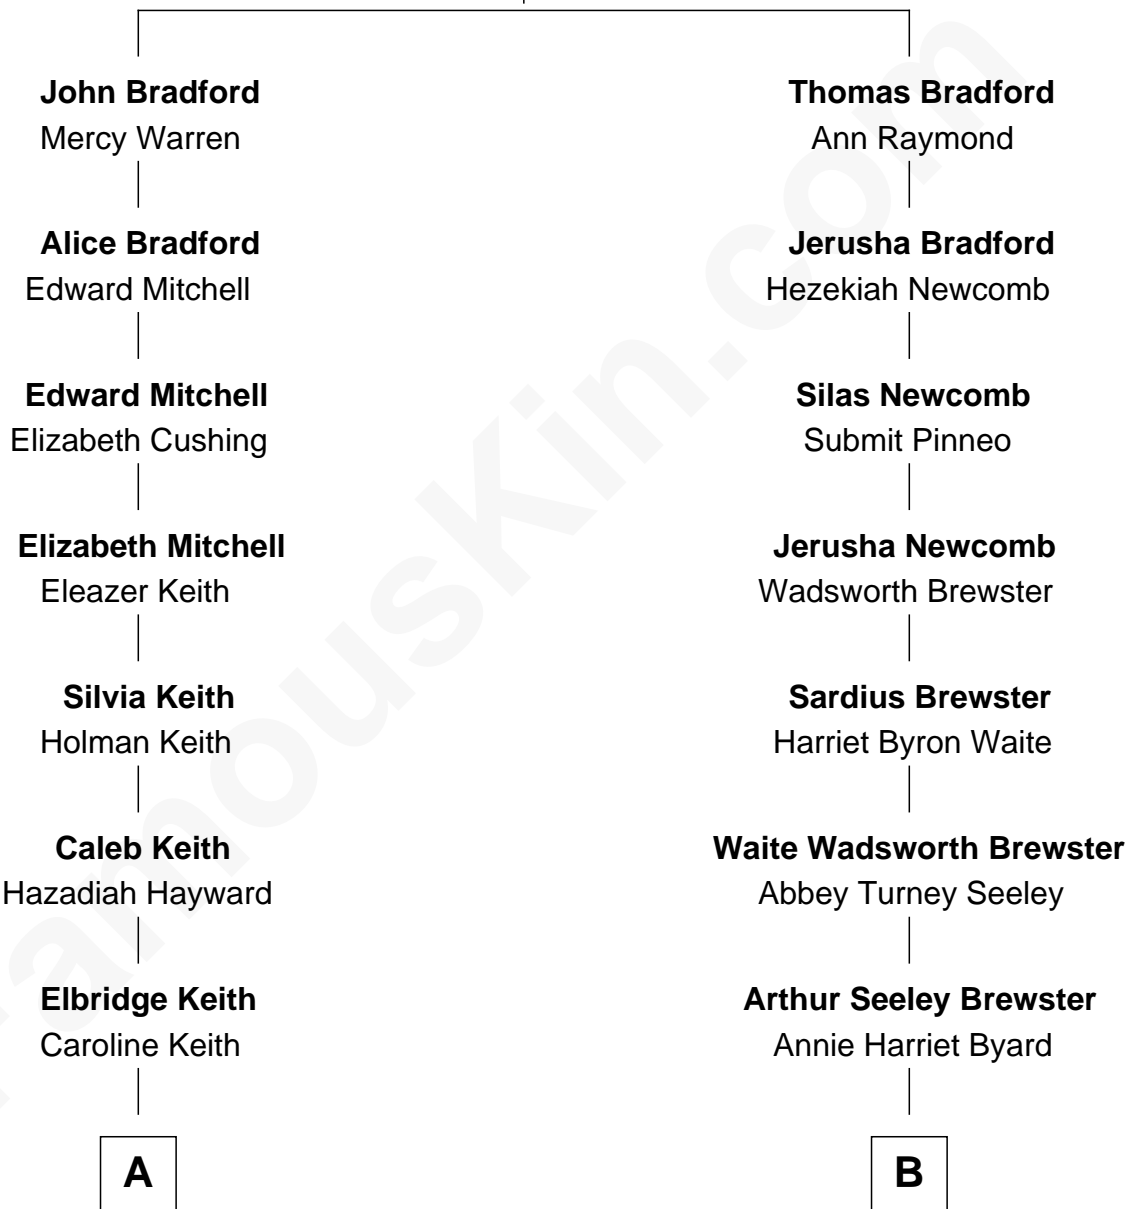 John Bradford
Mercy Warren
Alice Bradford
Edward Mitchell
Edward Mitchell
Elizabeth Cushing
Elizabeth Mitchell
Eleazer Keith
Silvia Keith
Holman Keith
Caleb Keith
Hazadiah Hayward
Elbridge Keith
Caroline Keith
A
Thomas Bradford
Ann Raymond
Jerusha Bradford
Hezekiah Newcomb
Silas Newcomb
Submit Pinneo
Jerusha Newcomb
Wadsworth Brewster
Sardius Brewster
Harriet Byron Waite
Waite Wadsworth Brewster
Abbey Turney Seeley
Arthur Seeley Brewster
Annie Harriet Byard
B
FamousKin.com